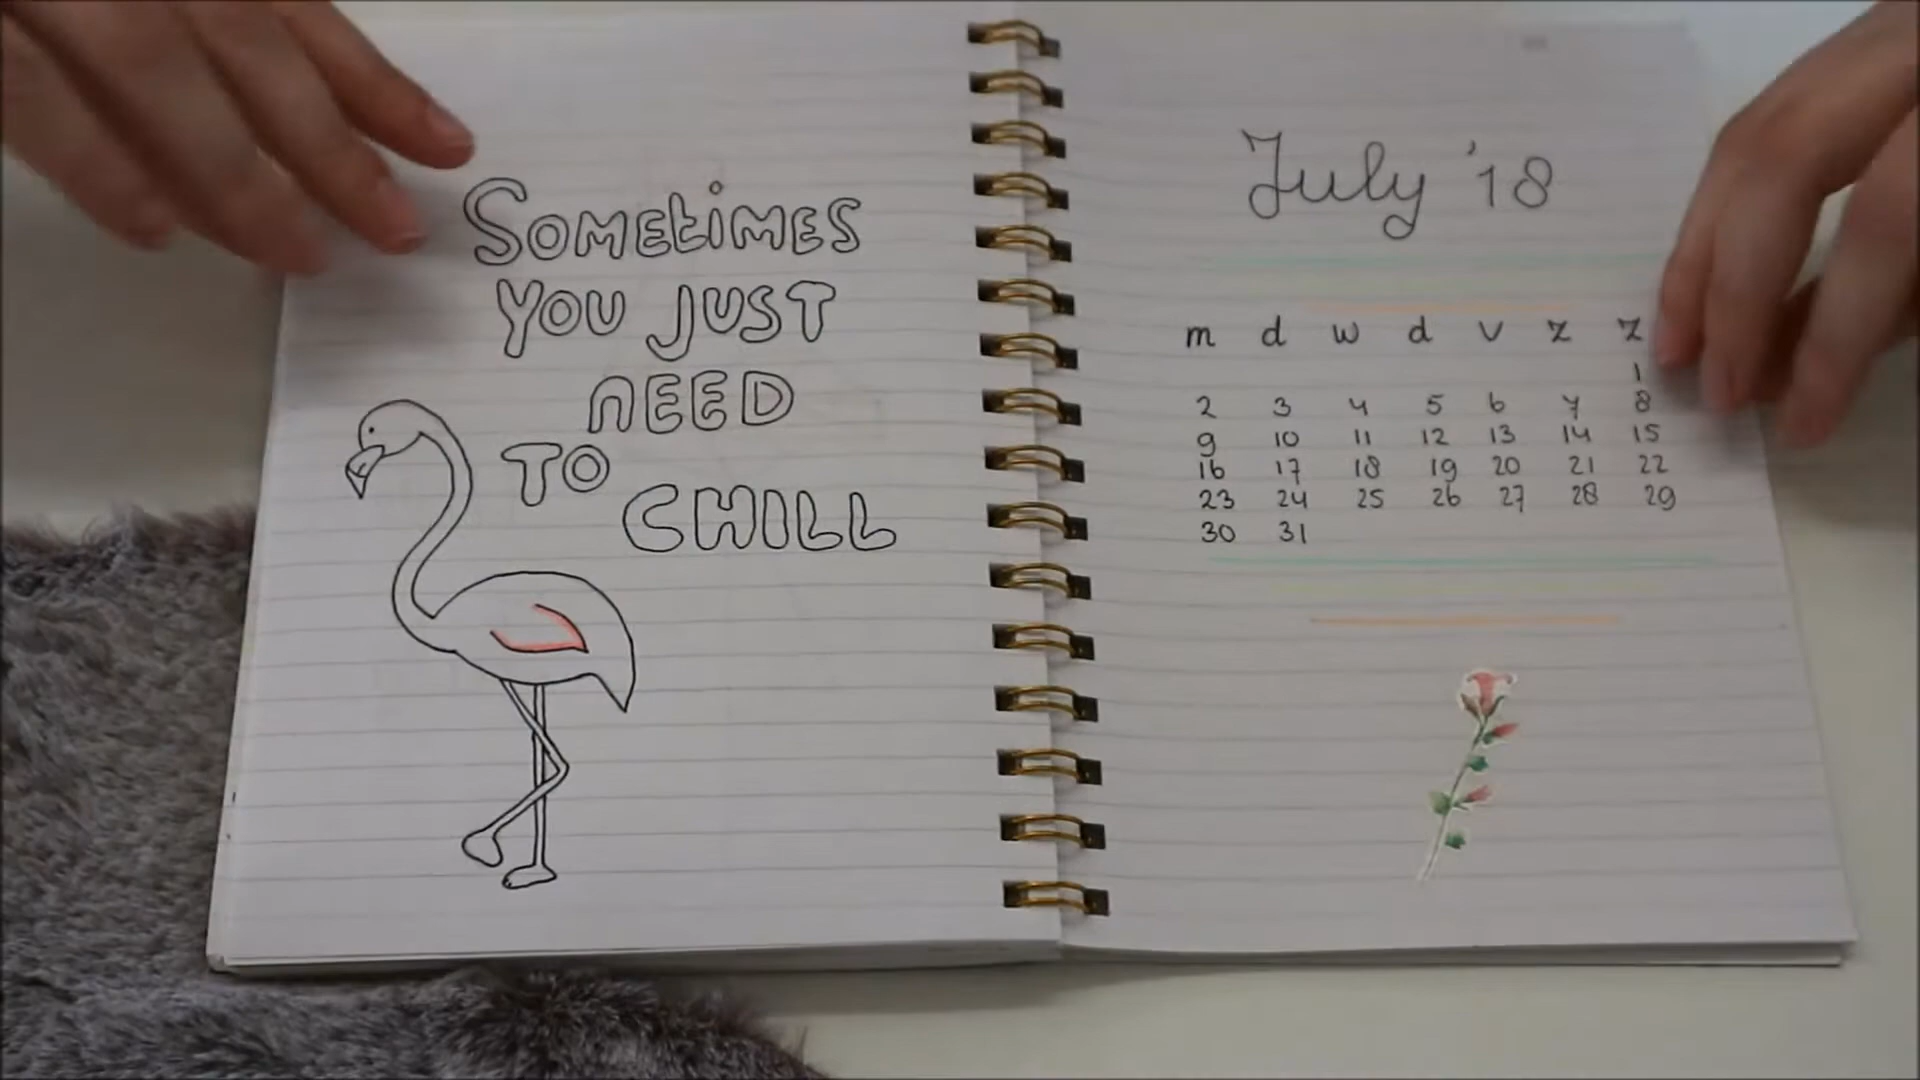 SOMEtiMES
YOU JUST
nEED
TO
CHILL
July '18
m d w d v z z
1
2 3 4 5 6 7 8
9 10 11 12 13 14 15
16 17 18 19 20 21 22
23 24 25 26 27 28 29
30 31